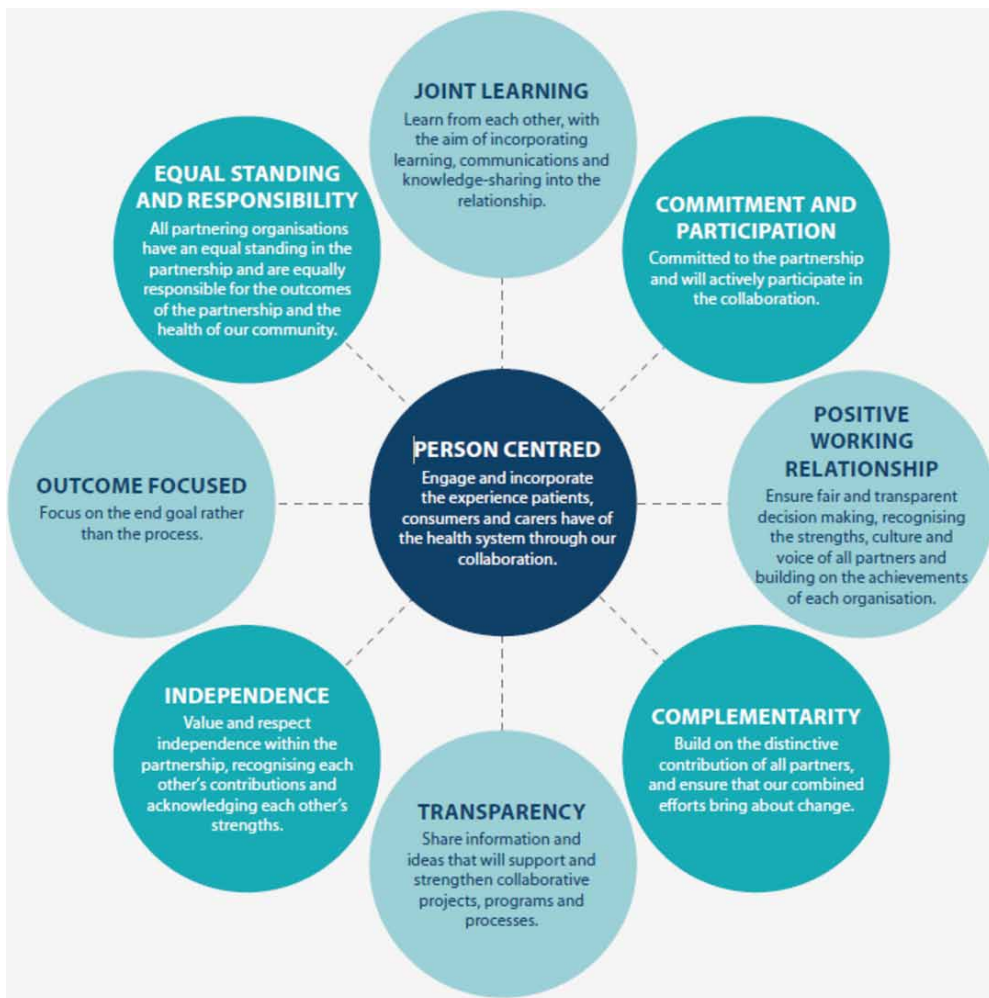 JOINT LEARNING
Learn from each other, with
the aim of incorporating
learning, communications and
knowledge-sharing into the
relationship.
EQUAL STANDING
AND RESPONSIBILITY
All partnering organisations
have an equal standing in the
partnership and are equally
responsible for the outcomes
of the partnership and the
health of our community.
COMMITMENT AND
PARTICIPATION
Committed to the partnership
and will actively participate in
the collaboration.
OUTCOME FOCUSED
Focus on the end goal rather
than the process.
PERSON CENTRED
Engage and incorporate
the experience patients,
consumers and carers have of
the health system through our
collaboration.
POSITIVE
WORKING
RELATIONSHIP
Ensure fair and transparent
decision making, recognising
the strengths, culture and
voice of all partners and
building on the achievements
of each organisation.
INDEPENDENCE
Value and respect
independence within the
partnership, recognising each
other's contributions and
acknowledging each other's
strengths.
TRANSPARENCY
Share information and
ideas that will support and
strengthen collaborative
projects, programs and
processes.
COMPLEMENTARITY
Build on the distinctive
contribution of all partners,
and ensure that our combined
efforts bring about change.